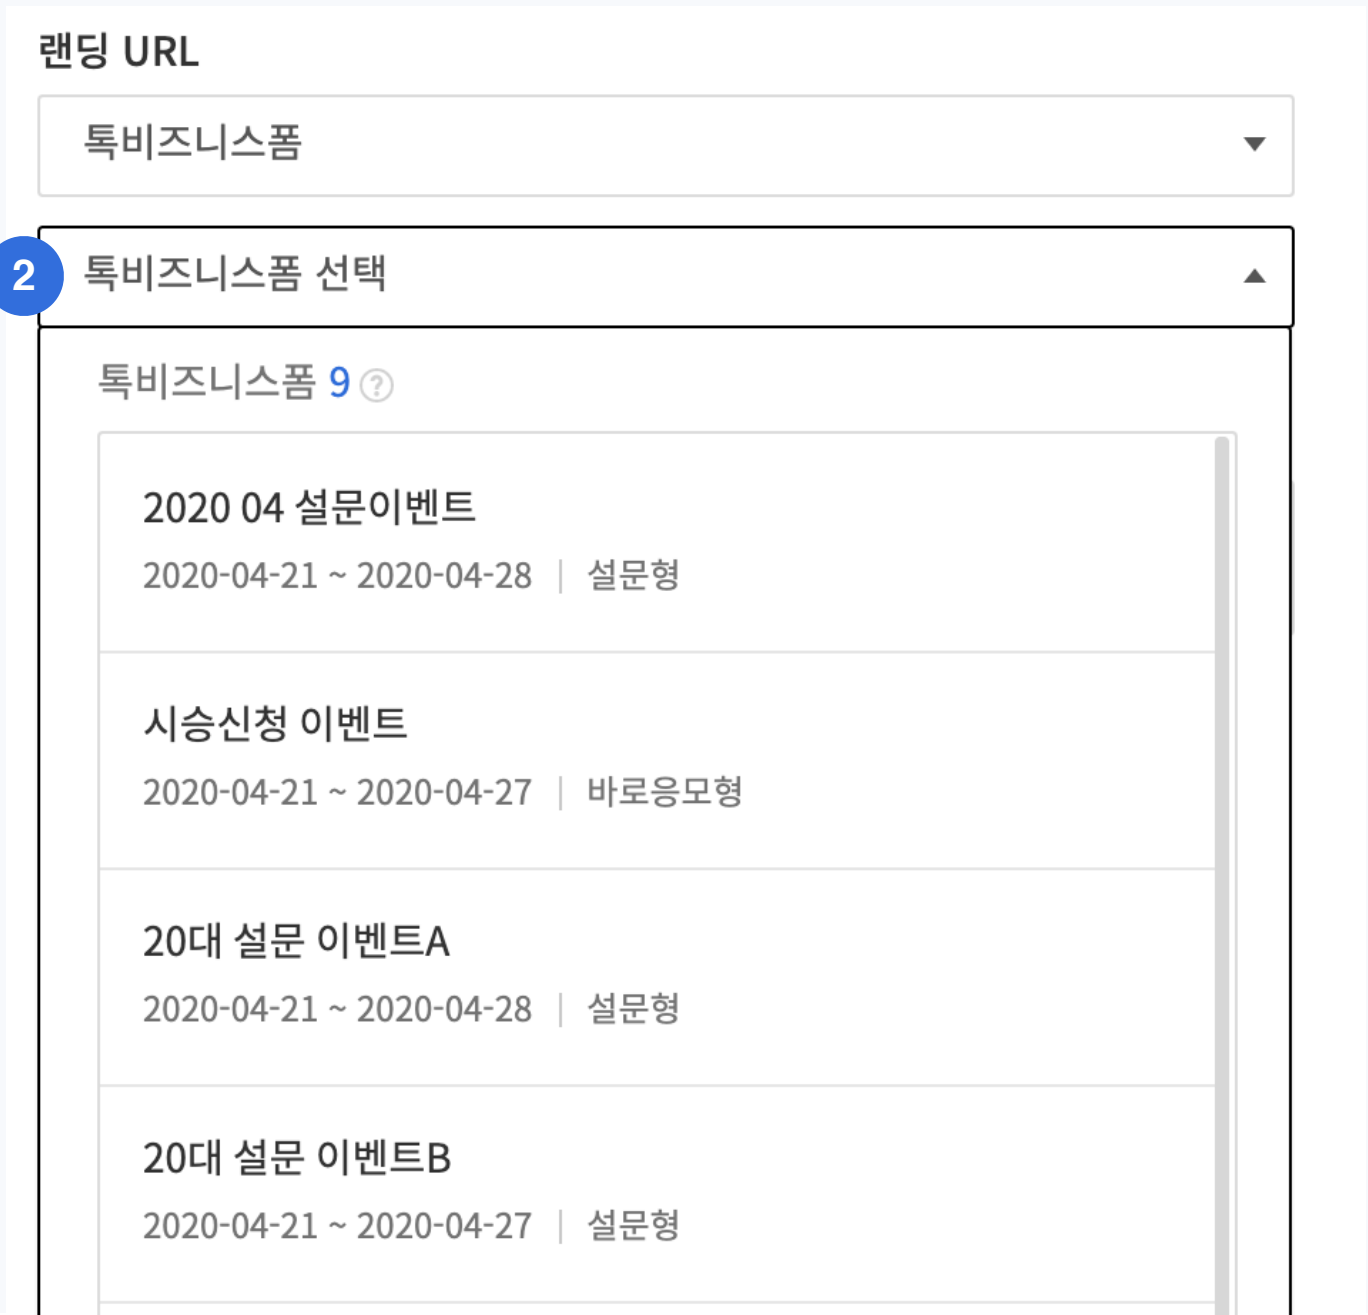 랜딩 URL
톡비즈니스폼
2
톡비즈니스폼 선택
톡비즈니스폼 9 ?
2020 04 설문이벤트
2020-04-21 ~ 2020-04-28 | 설문형
시승신청 이벤트
2020-04-21 ~ 2020-04-27 | 바로응모형
20대 설문 이벤트A
2020-04-21 ~ 2020-04-28 | 설문형
20대 설문 이벤트B
2020-04-21 ~ 2020-04-27 | 설문형